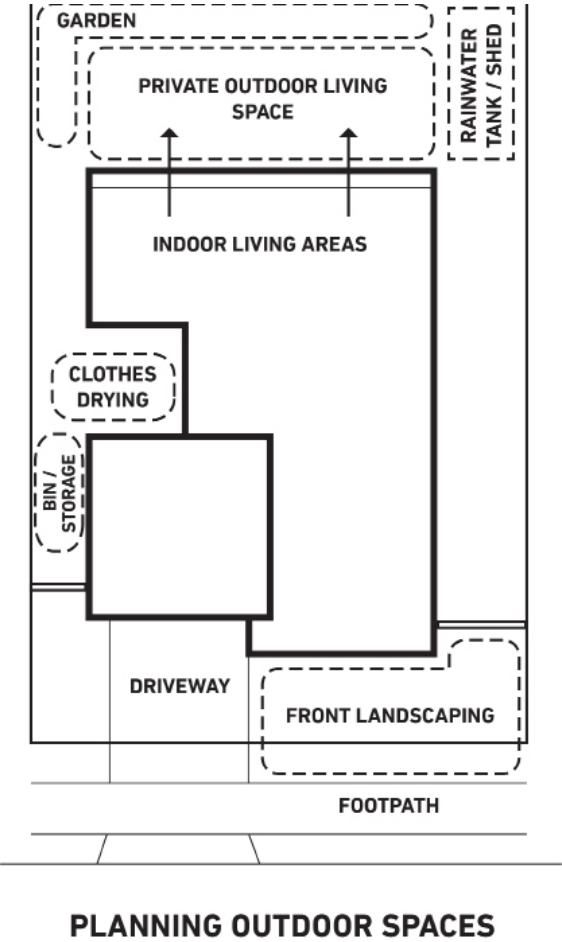 GARDEN
PRIVATE OUTDOOR LIVING
SPACE
RAINWATER
TANK / SHED
INDOOR LIVING AREAS
CLOTHES
DRYING
BIN /
STORAGE
DRIVEWAY
FRONT LANDSCAPING
FOOTPATH
PLANNING OUTDOOR SPACES